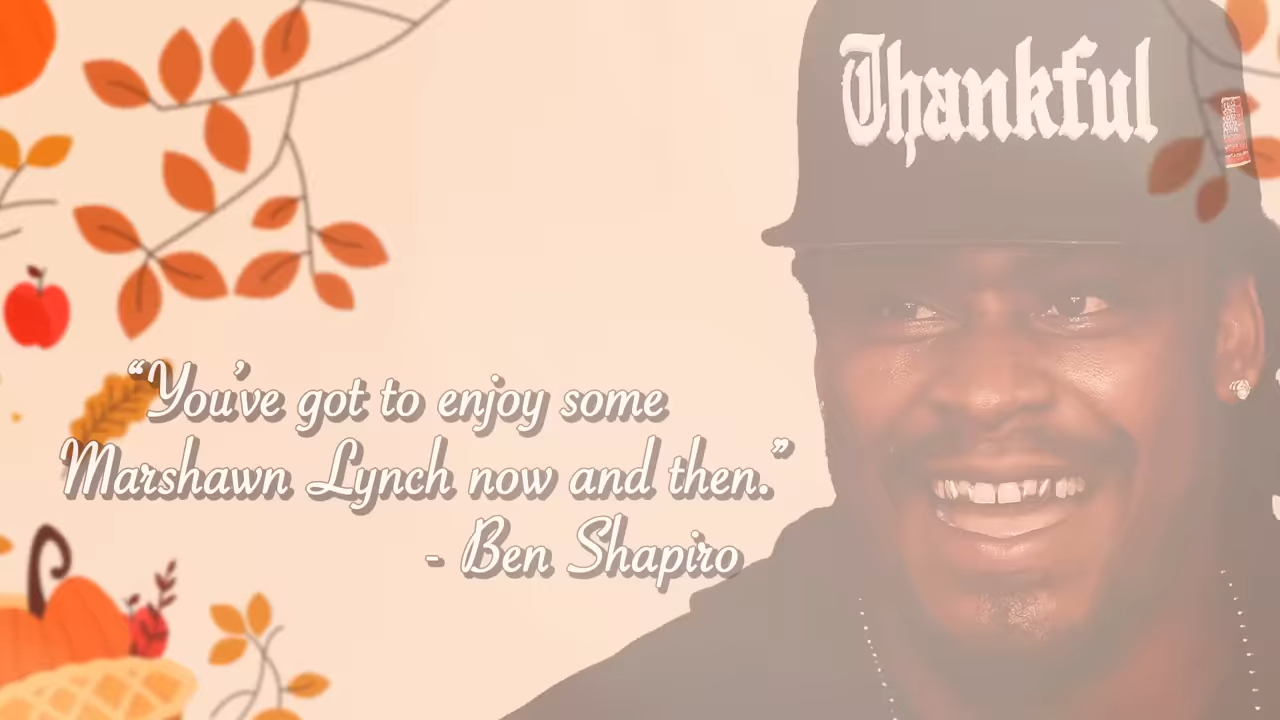 Thankful
“You’ve got to enjoy some
Marshawn Lynch now and then.”
- Ben Shapiro